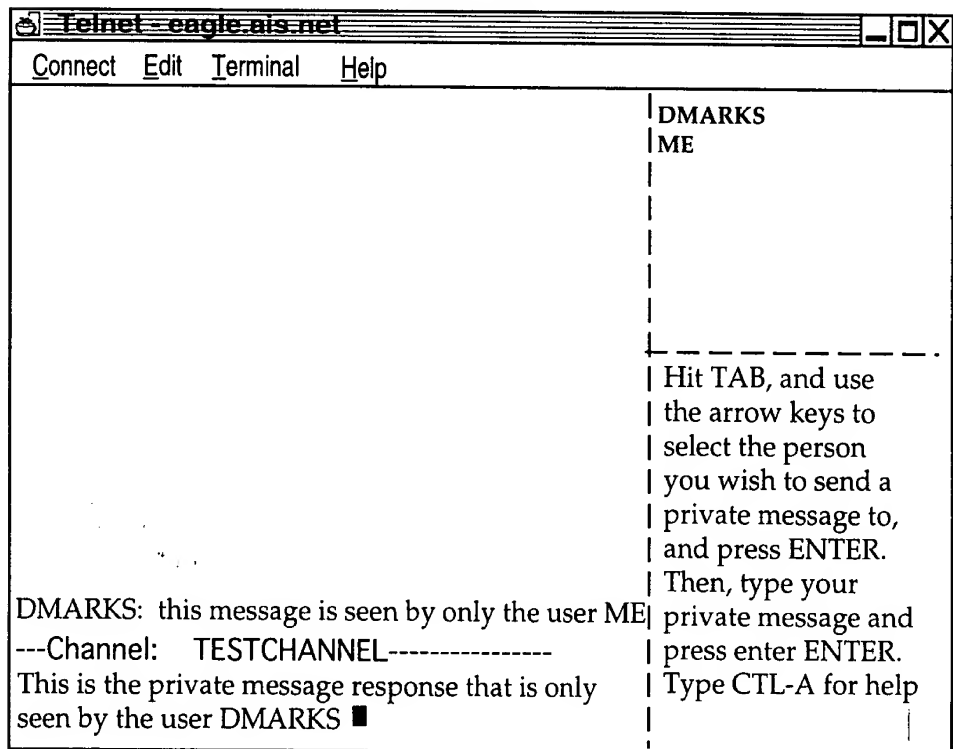 Telnet - eagle.ais.net
Connect Edit Terminal Help
DMARKS
ME
Hit TAB, and use
the arrow keys to
select the person
you wish to send a
private message to,
and press ENTER.
Then, type your
private message and
press enter ENTER.
Type CTL-A for help
DMARKS: this message is seen by only the user ME
---Channel: TESTCHANNEL----------------
This is the private message response that is only
seen by the user DMARKS